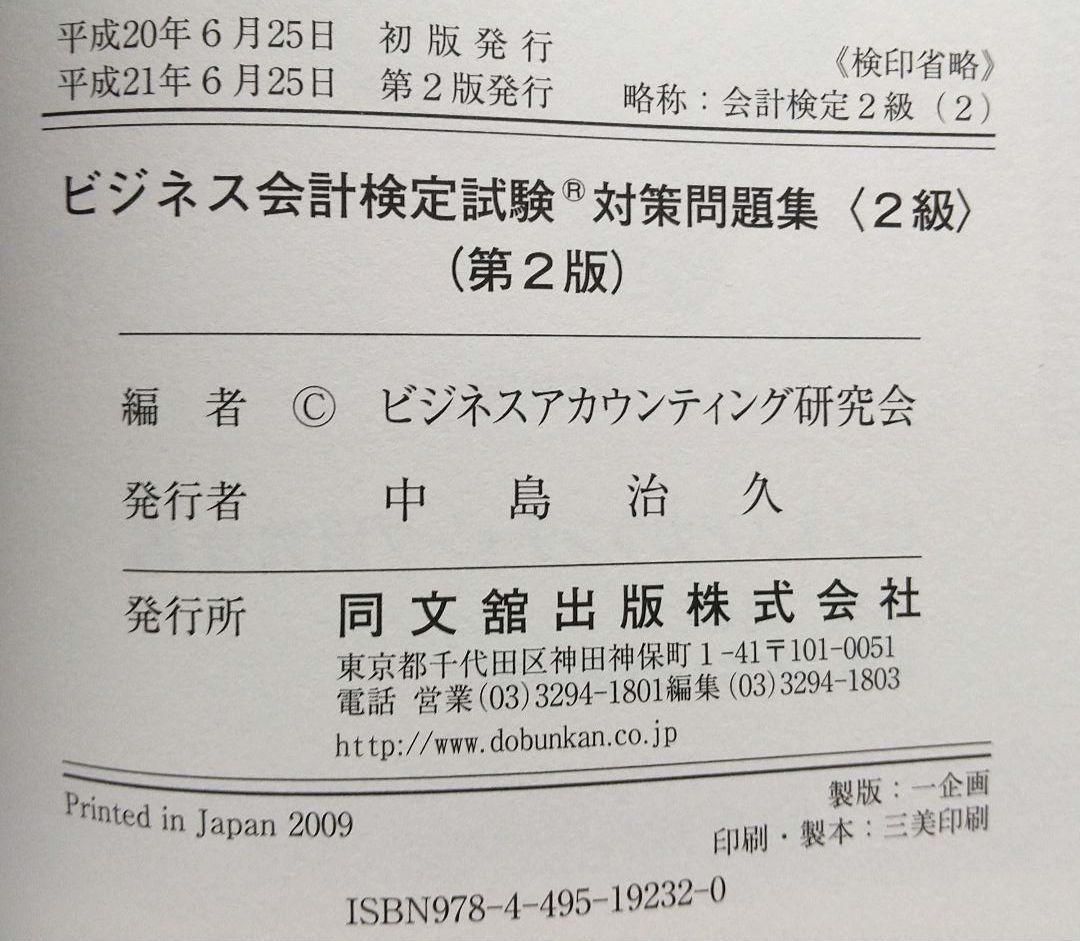 平成20年6月25日 初版発行
《検印省略》
平成21年6月25日 第2版発行 略称：会計検定2級（2）
ビジネス会計検定試験®対策問題集〈2級〉
（第2版）
編者 Ⓒ ビジネスアカウンティング研究会
発行者 中島治久
発行所 同文舘出版株式会社
東京都千代田区神田神保町1-41〒101-0051
電話 営業(03)3294-1801編集(03)3294-1803
http://www.dobunkan.co.jp
Printed in Japan 2009
製版：一企画
印刷・製本：三美印刷
ISBN978-4-495-19232-0